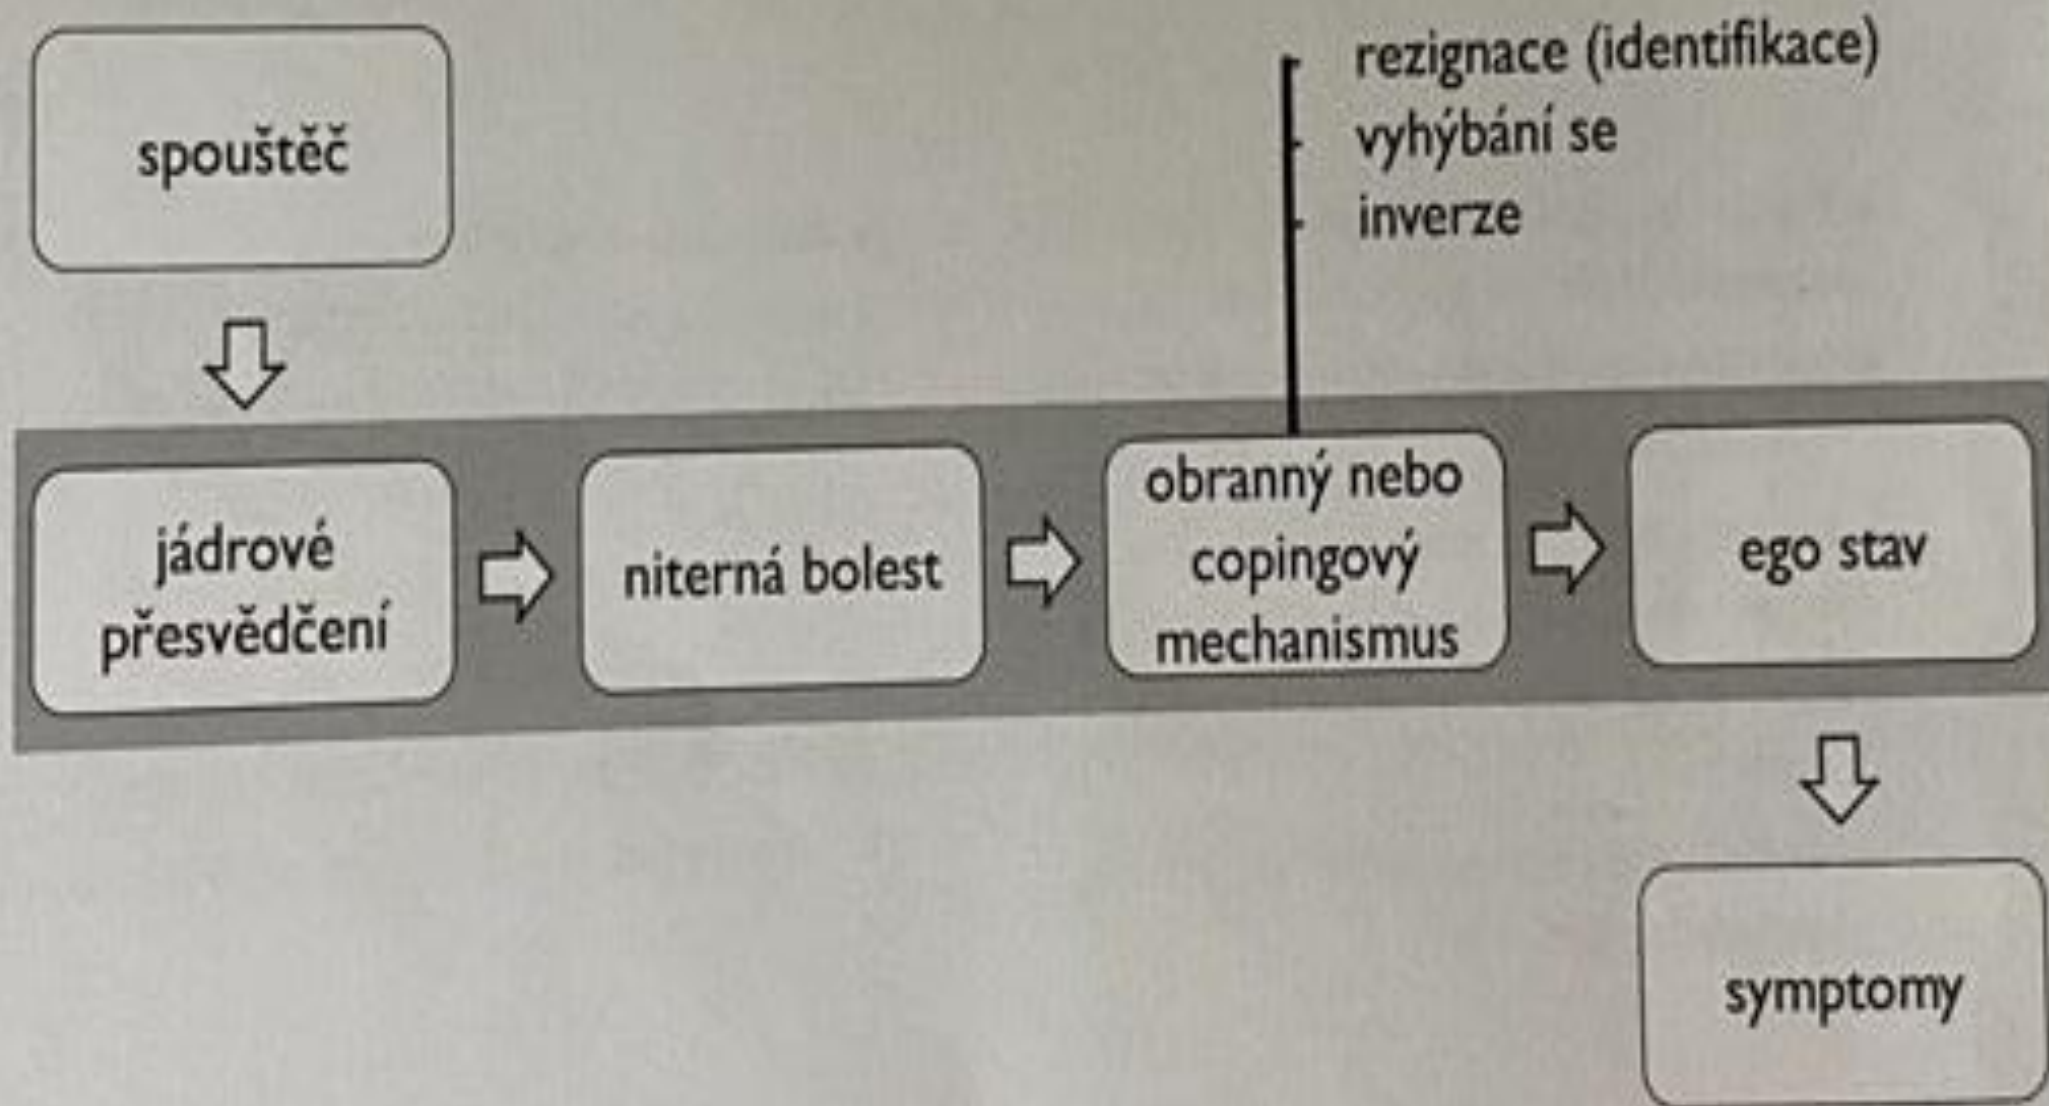 spouštěč
rezignace (identifikace)
vyhýbání se
inverze
jádrové
přesvědčení
niterná bolest
obranný nebo
copingový
mechanismus
ego stav
symptomy